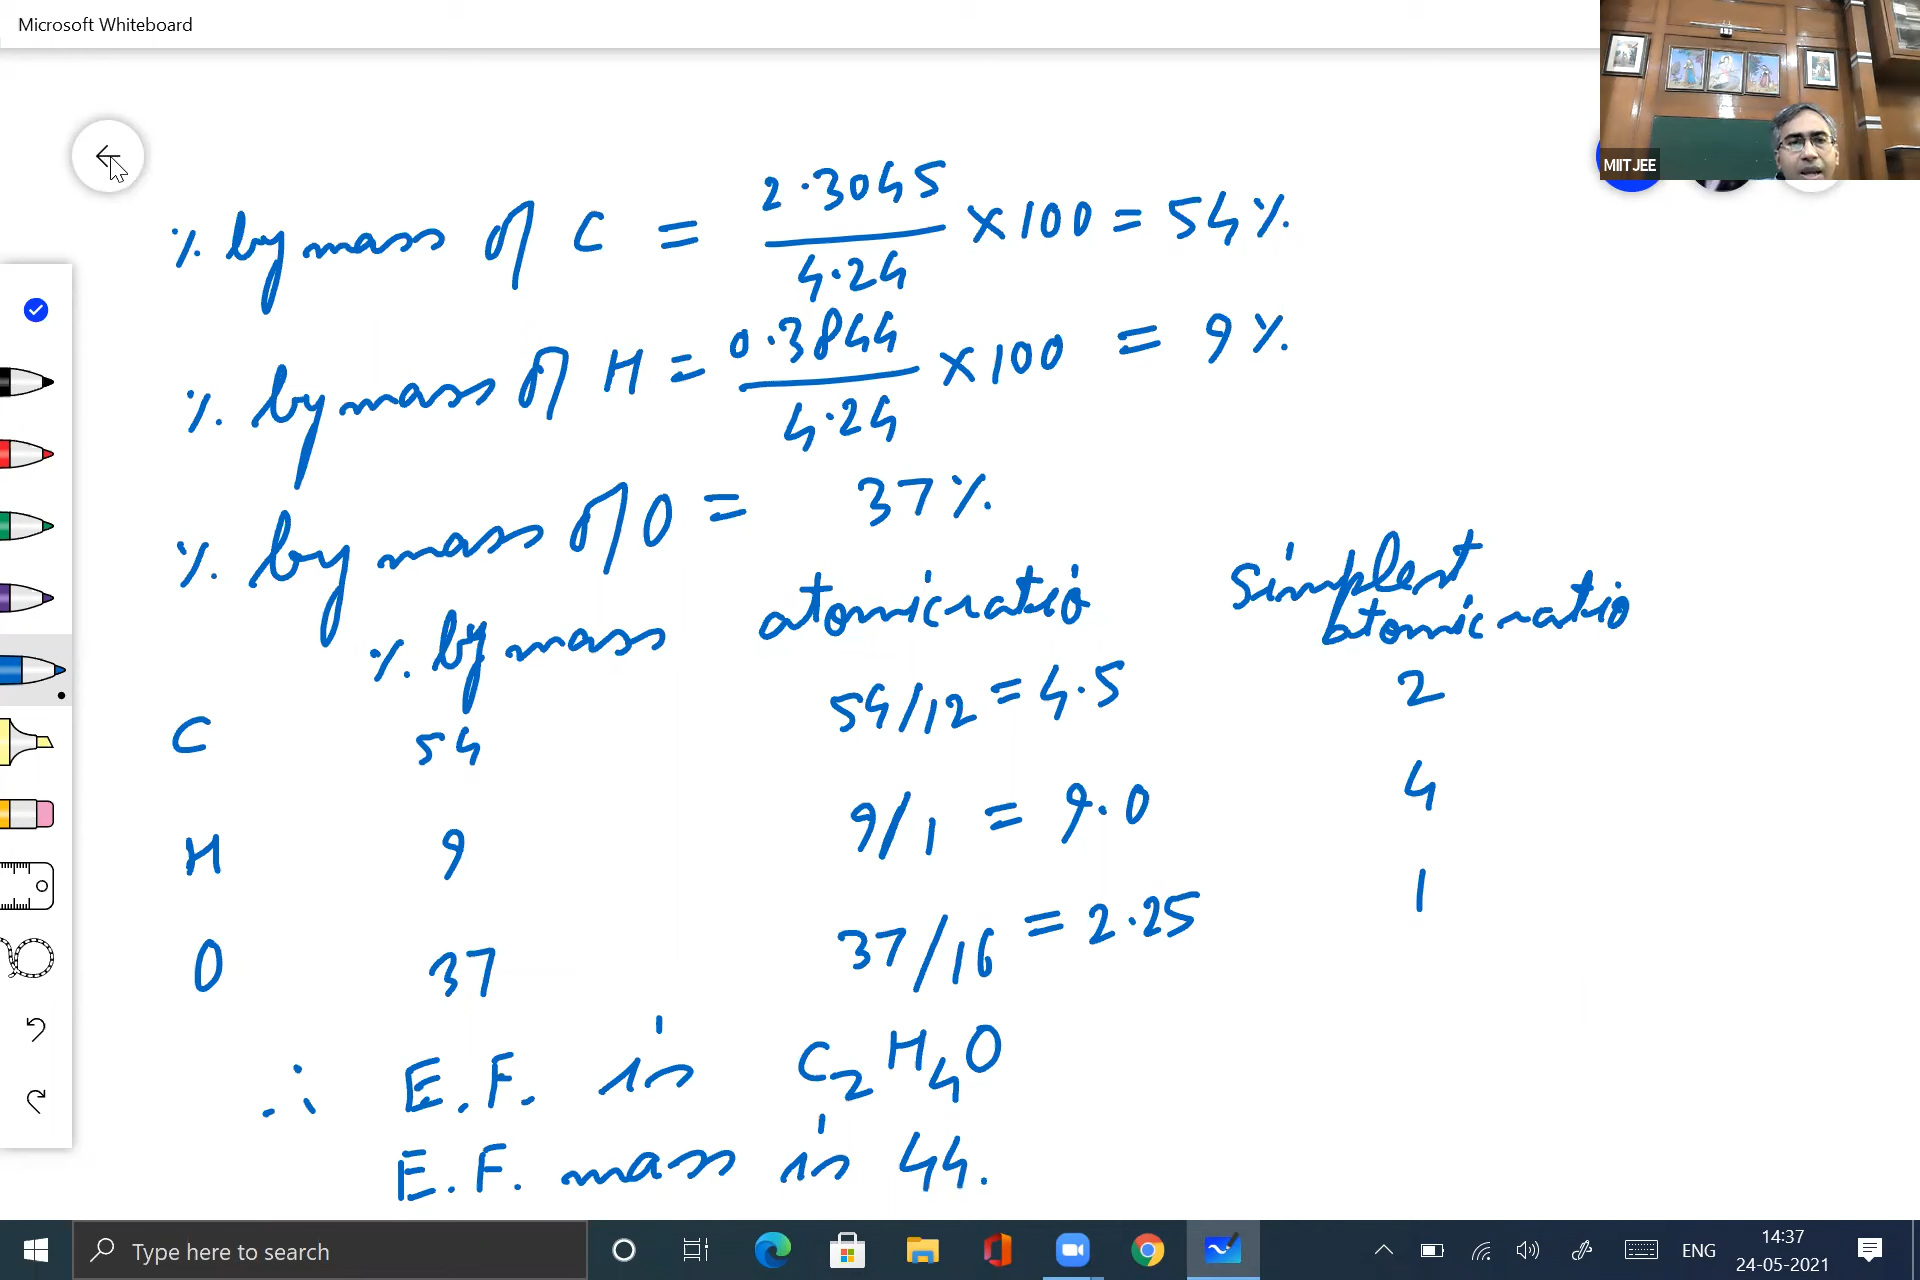 Microsoft Whiteboard
MIIT JEE
% by mass of C = 2.3045/4.24 × 100 = 54%
% by mass of H = 0.3844/4.24 × 100 = 9%
% by mass of O = 37%
% by mass atomic ratio simplest atomic ratio
C 54 54/12 = 4.5 2
H 9 9/1 = 9.0 4
O 37 37/16 = 2.25 1
∴ E.F. is C₂H₄O
E.F. mass is 44.
Type here to search
ENG
14:37
24-05-2021